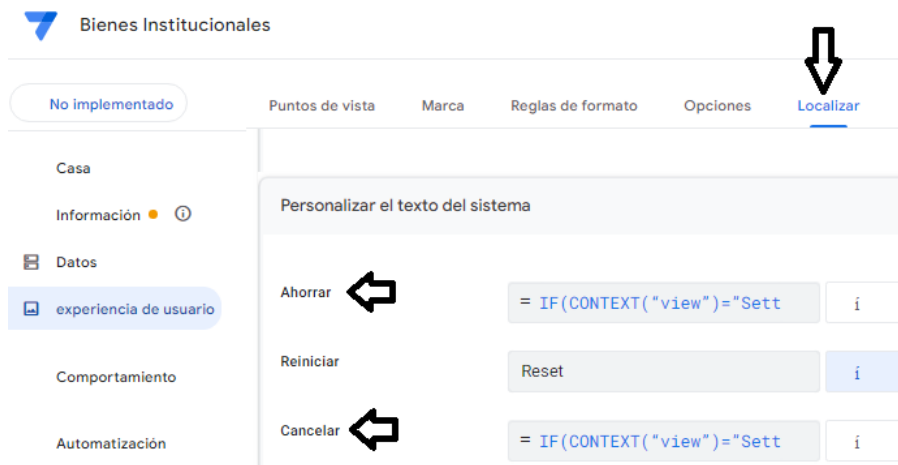 Bienes Institucionales
No implementado
Puntos de vista Marca Reglas de formato Opciones Localizar
Casa
Información
Datos
experiencia de usuario
Comportamiento
Automatización
Personalizar el texto del sistema
Ahorrar = IF(CONTEXT("view")="Sett í
Reiniciar Reset í
Cancelar = IF(CONTEXT("view")="Sett í